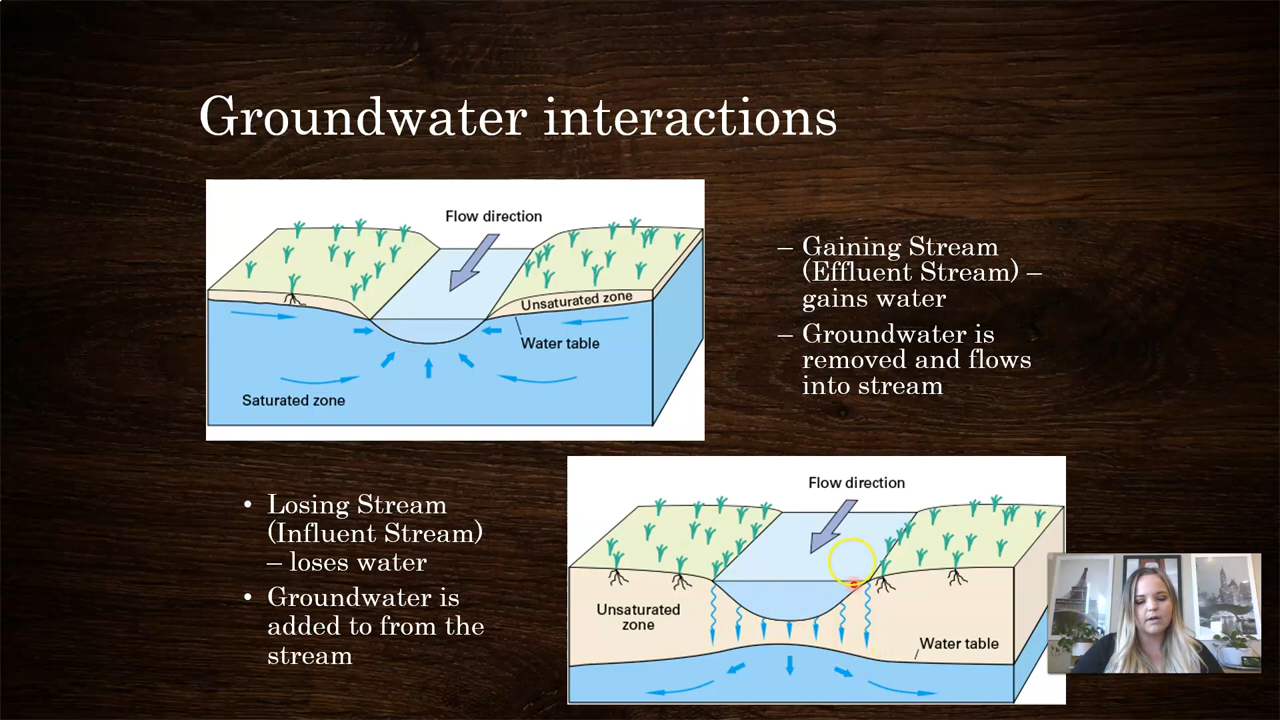 Groundwater interactions
Flow direction
Unsaturated zone
Water table
Saturated zone
– Gaining Stream
(Effluent Stream) –
gains water
– Groundwater is
removed and flows
into stream
• Losing Stream
(Influent Stream)
– loses water
• Groundwater is
added to from the
stream
Flow direction
Unsaturated
zone
Water table